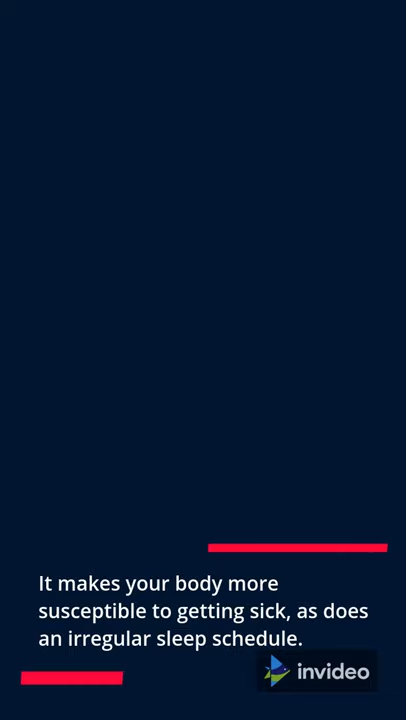 It makes your body more
susceptible to getting sick, as does
an irregular sleep schedule.
invideo